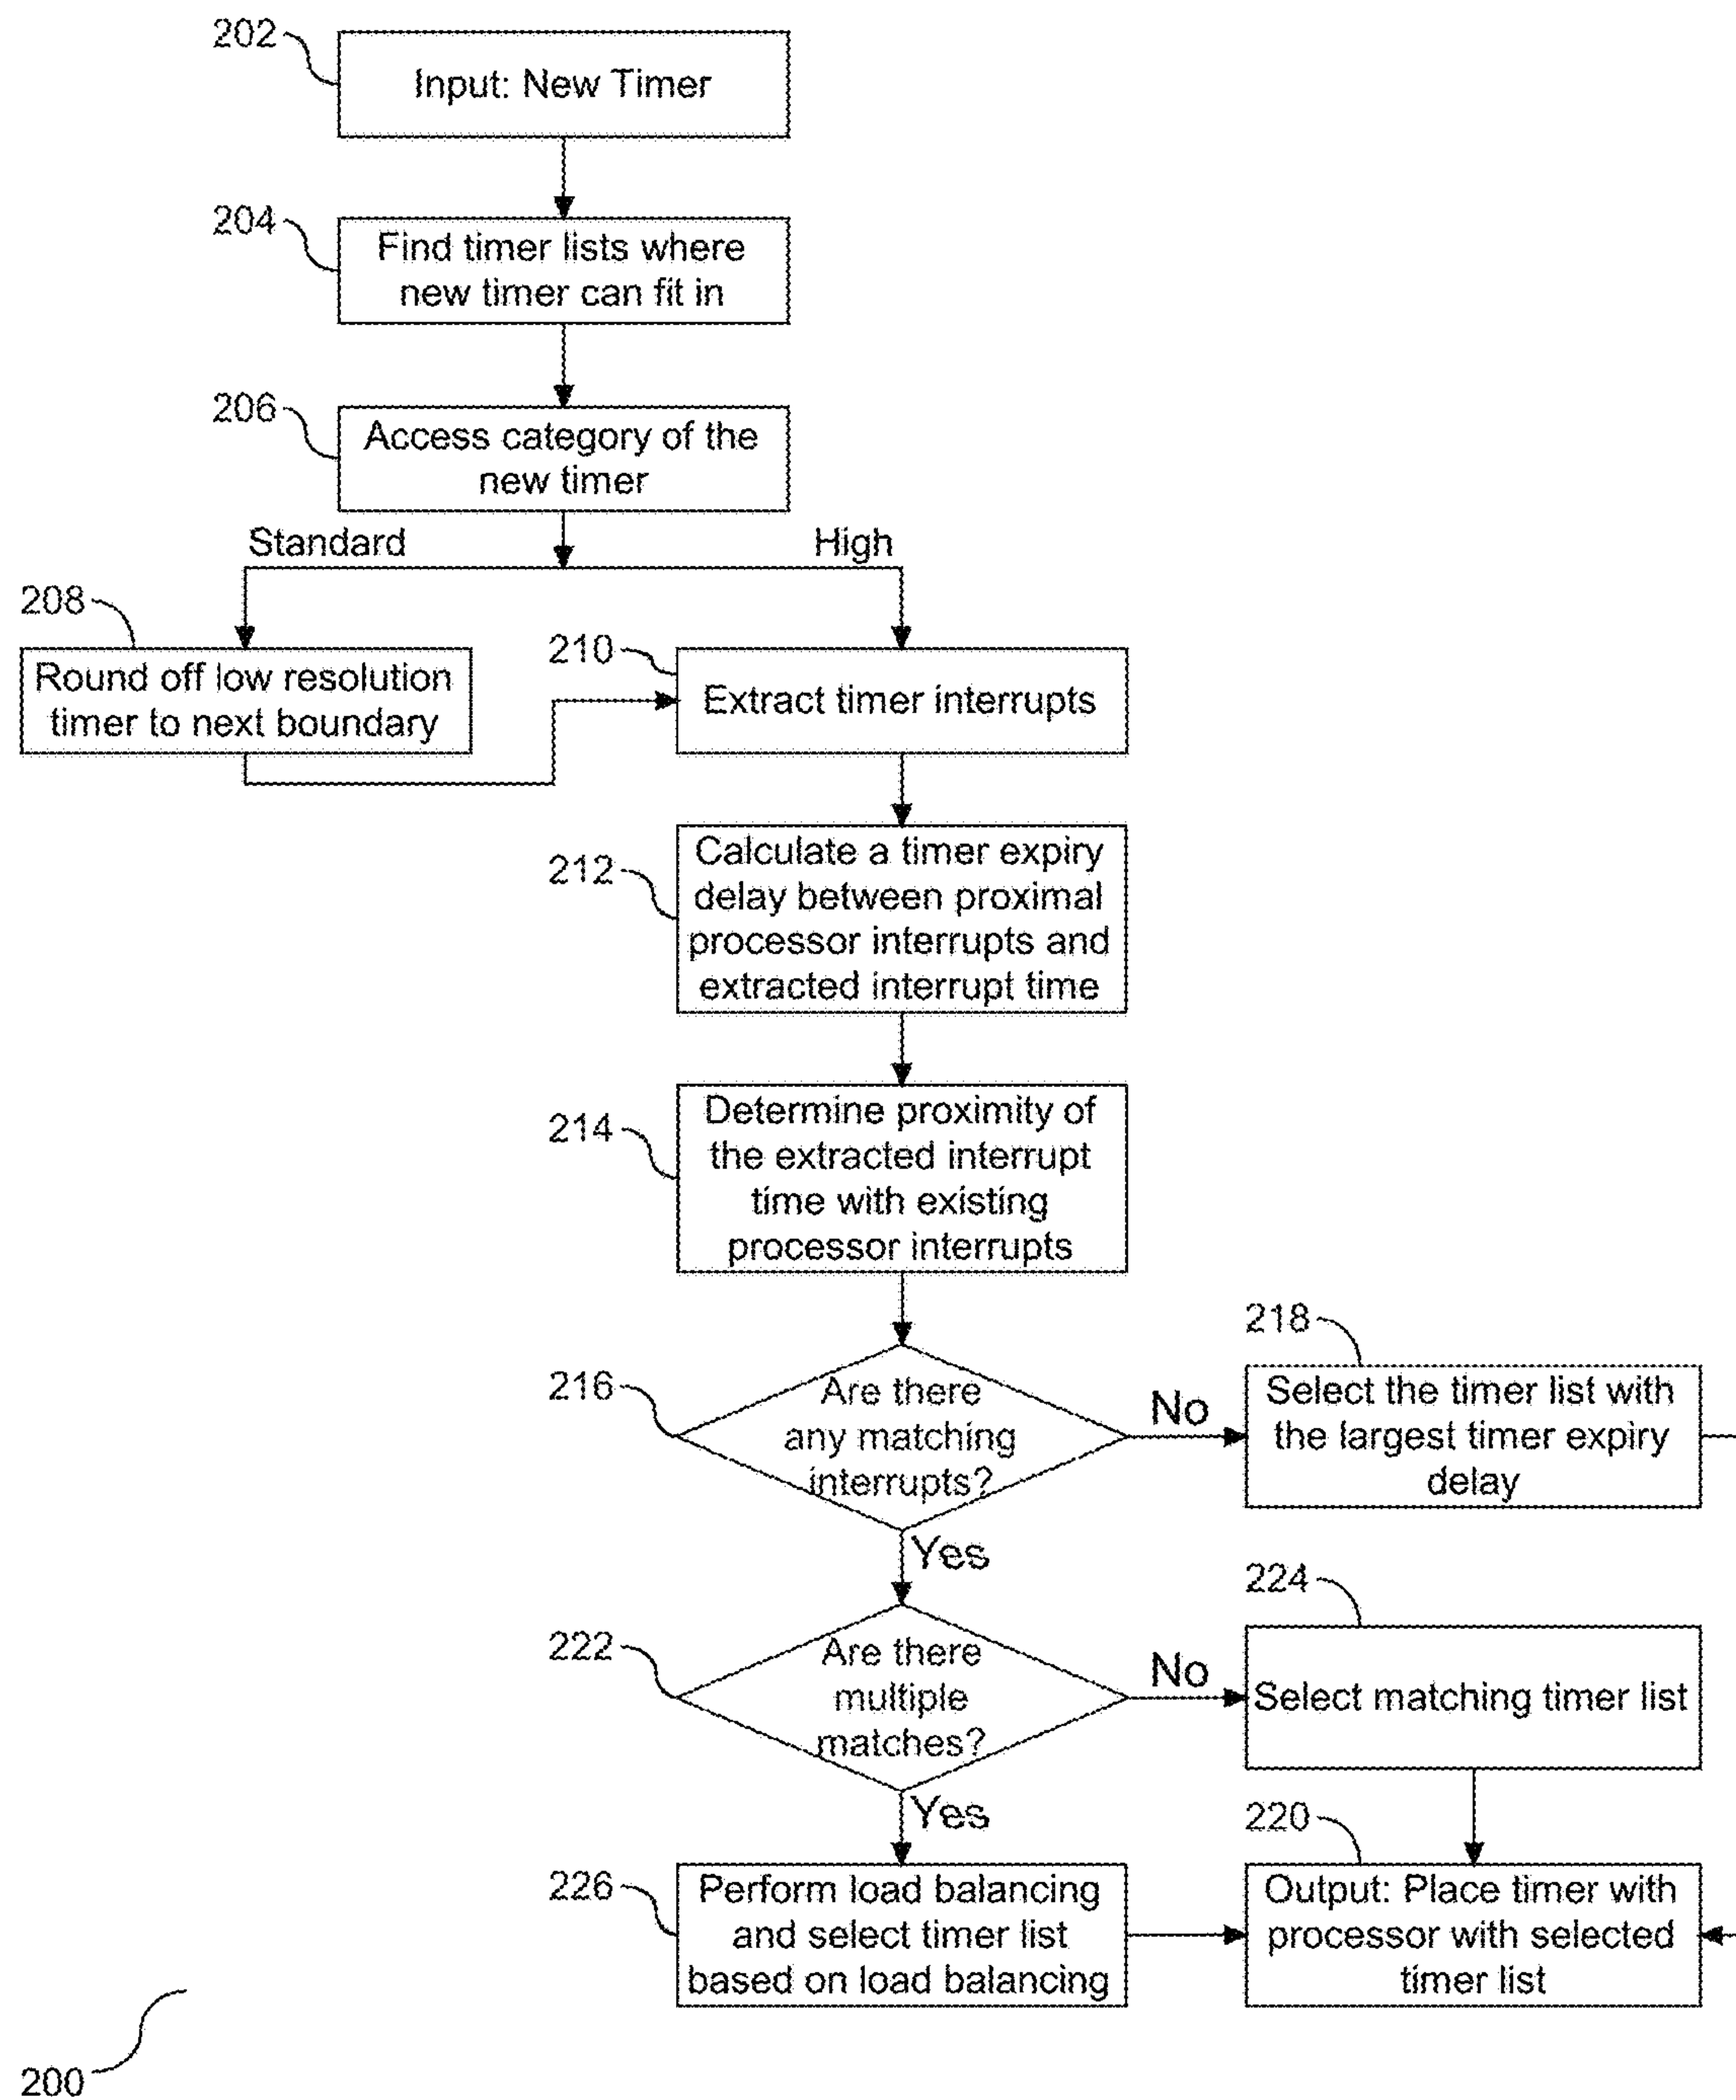 202
Input: New Timer
204
Find timer lists where
new timer can fit in
206
Access category of the
new timer
Standard
High
208
Round off low resolution
timer to next boundary
210
Extract timer interrupts
212
Calculate a timer expiry
delay between proximal
processor interrupts and
extracted interrupt time
214
Determine proximity of
the extracted interrupt
time with existing
processor interrupts
216
Are there
any matching
interrupts?
No
218
Select the timer list with
the largest timer expiry
delay
Yes
222
Are there
multiple
matches?
No
224
Select matching timer list
Yes
226
Perform load balancing
and select timer list
based on load balancing
220
Output: Place timer with
processor with selected
timer list
200